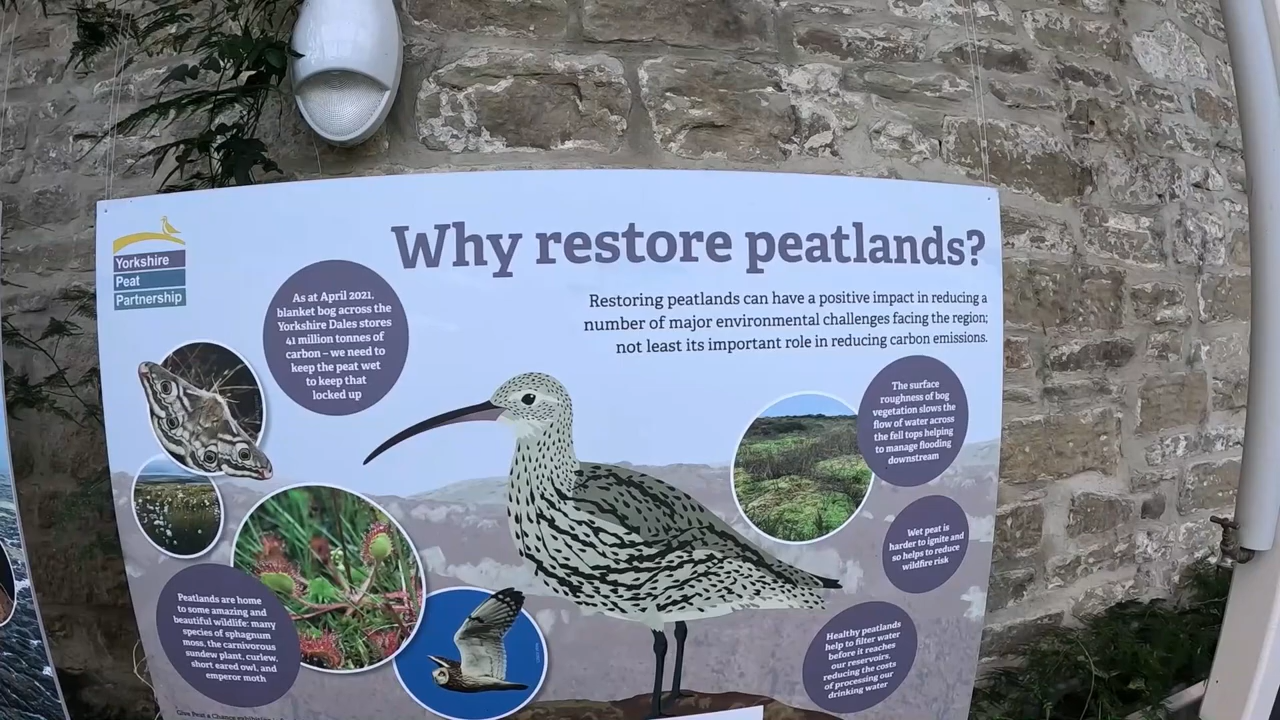 Yorkshire
Peat
Partnership
Why restore peatlands?
Restoring peatlands can have a positive impact in reducing a
number of major environmental challenges facing the region;
not least its important role in reducing carbon emissions.
As at April 2021,
blanket bog across the
Yorkshire Dales stores
41 million tonnes of
carbon – we need to
keep the peat wet
to keep that
locked up
The surface
roughness of bog
vegetation slows the
flow of water across
the fell tops helping
to manage flooding
downstream
Wet peat is
harder to ignite and
so helps to reduce
wildfire risk
Peatlands are home
to some amazing and
beautiful wildlife: many
species of sphagnum
moss, the carnivorous
sundew plant, curlew,
short eared owl, and
emperor moth
Healthy peatlands
help to filter water
before it reaches
our reservoirs,
reducing the costs
of processing our
drinking water
Give Peat a Chance